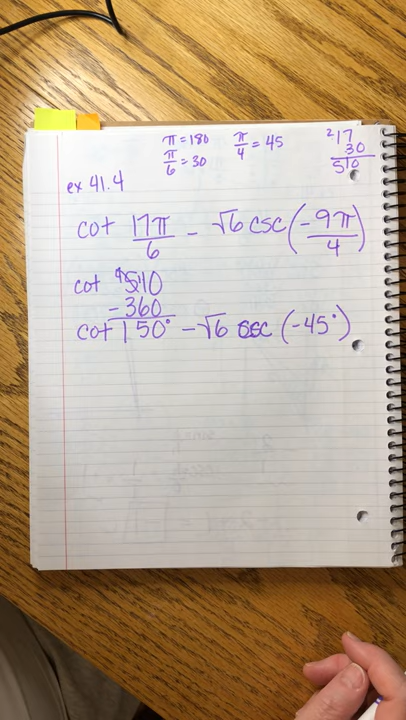 π = 180 π/4 = 45 ²17
π/6 = 30 30
510
ex 41.4
cot 17π/6 - √6 csc (-9π/4)
cot 510
-360
cot 150° - √6 csc (-45°)